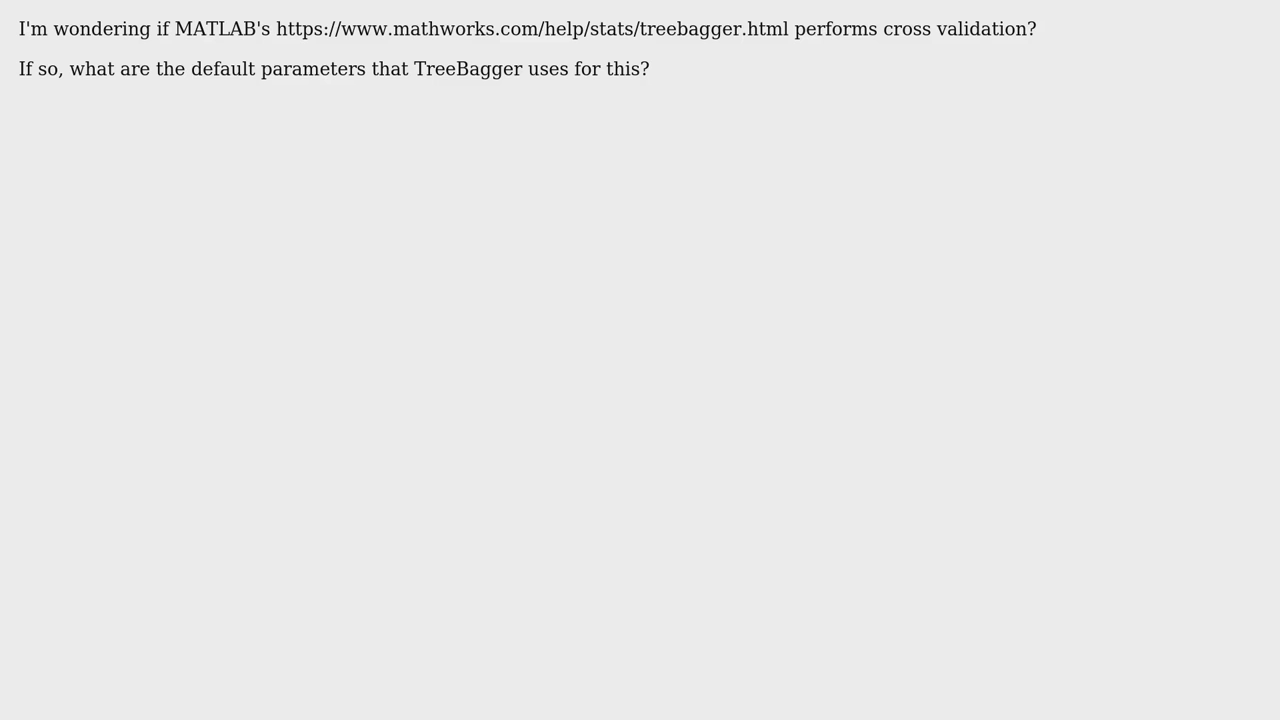 I'm wondering if MATLAB's https://www.mathworks.com/help/stats/treebagger.html performs cross validation?
If so, what are the default parameters that TreeBagger uses for this?